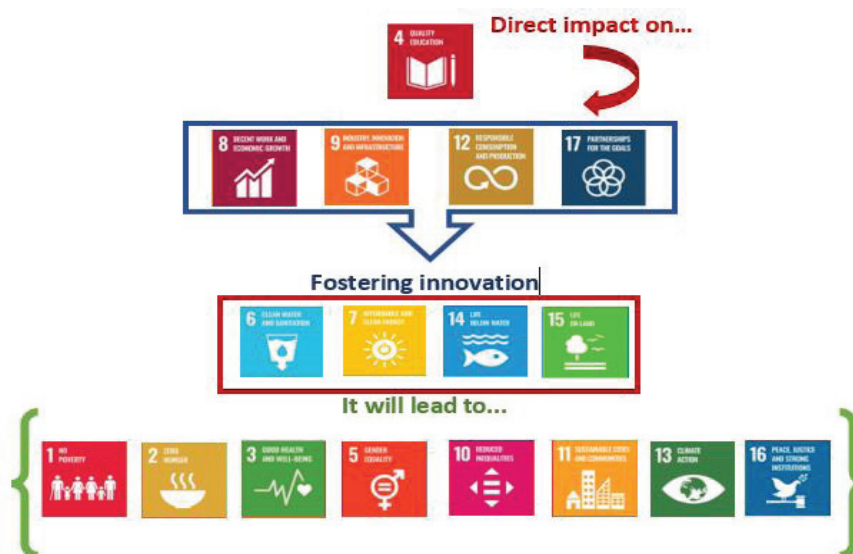 4 QUALITY
EDUCATION
Direct impact on...
8 DECENT WORK AND
ECONOMIC GROWTH
9 INDUSTRY, INNOVATION
AND INFRASTRUCTURE
12 RESPONSIBLE
CONSUMPTION
AND PRODUCTION
17 PARTNERSHIPS
FOR THE GOALS
Fostering innovation
6 CLEAN WATER
AND SANITATION
7 AFFORDABLE AND
CLEAN ENERGY
14 LIFE
BELOW WATER
15 LIFE
ON LAND
It will lead to...
1 NO
POVERTY
2 ZERO
HUNGER
3 GOOD HEALTH
AND WELL-BEING
5 GENDER
EQUALITY
10 REDUCED
INEQUALITIES
11 SUSTAINABLE CITIES
AND COMMUNITIES
13 CLIMATE
ACTION
16 PEACE, JUSTICE
AND STRONG
INSTITUTIONS